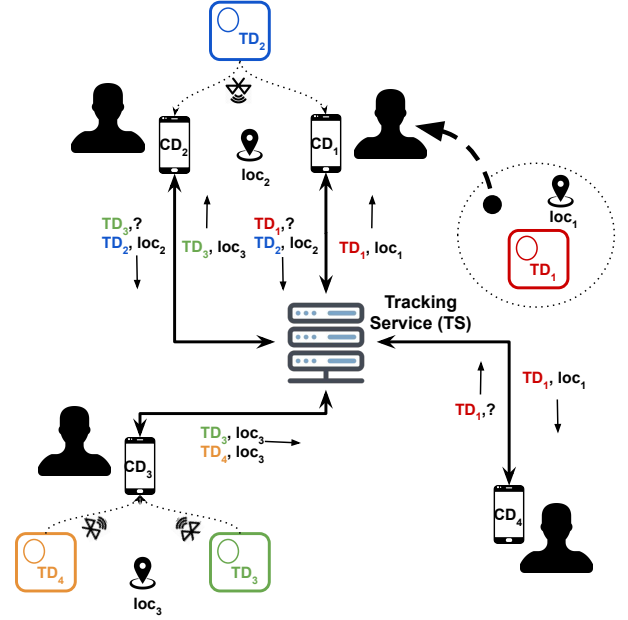 TD₂
CD₂
CD₁
loc₂
loc₁
TD₁
TD₃,?
TD₂, loc₂
TD₃, loc₃
TD₁,?
TD₂, loc₂
TD₁, loc₁
Tracking
Service (TS)
TD₁, loc₁
TD₁,?
TD₃, loc₃
TD₄, loc₃
CD₃
CD₄
TD₄
TD₃
loc₃